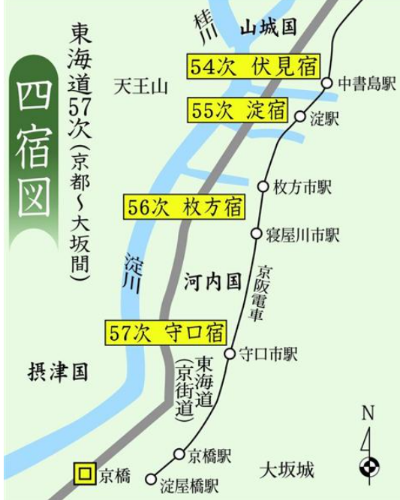 四宿図
東海道57次(京都～大坂間)
桂川
山城国
天王山
54次 伏見宿
中書島駅
55次 淀宿
淀駅
56次 枚方宿
枚方市駅
寝屋川市駅
淀川
河内国
京阪電車
57次 守口宿
守口市駅
摂津国
東海道
(京街道)
N
京橋
京橋駅
淀屋橋駅
大坂城